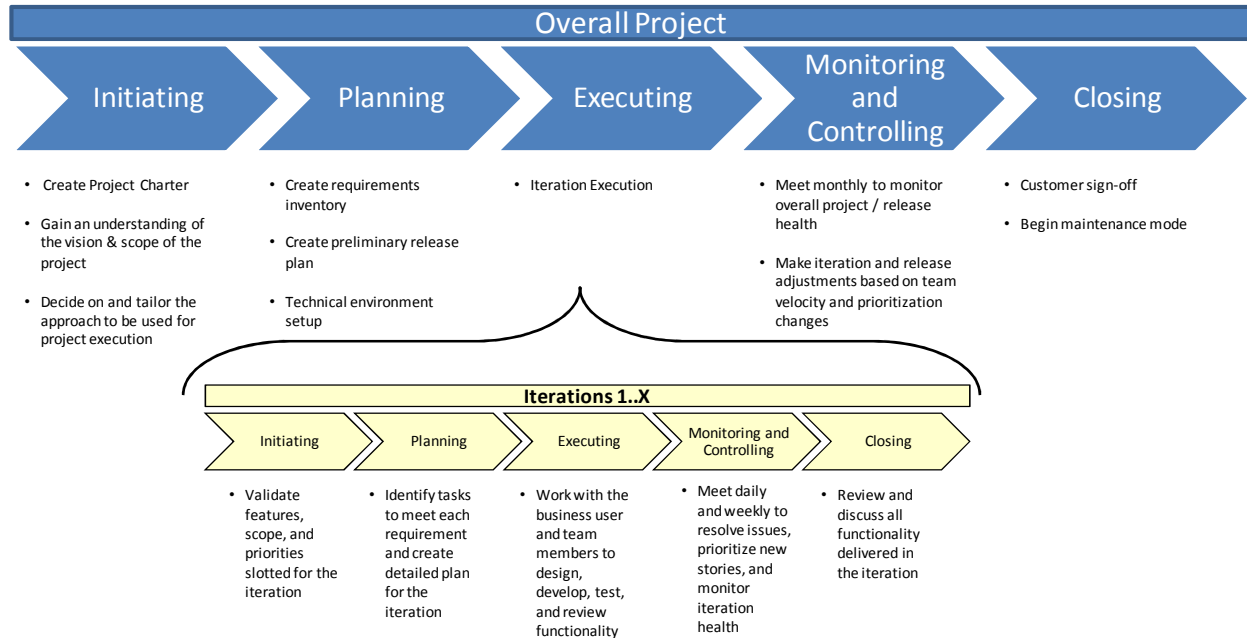 Overall Project
Initiating
Planning
Executing
Monitoring
and
Controlling
Closing
• Create Project Charter
• Gain an understanding of
the vision & scope of the
project
• Decide on and tailor the
approach to be used for
project execution
• Create requirements
inventory
• Create preliminary release
plan
• Technical environment
setup
• Iteration Execution
• Meet monthly to monitor
overall project / release
health
• Make iteration and release
adjustments based on team
velocity and prioritization
changes
• Customer sign-off
• Begin maintenance mode
Iterations 1..X
Initiating
Planning
Executing
Monitoring and
Controlling
Closing
• Validate
features,
scope, and
priorities
slotted for the
iteration
• Identify tasks
to meet each
requirement
and create
detailed plan
for the
iteration
• Work with the
business user
and team
members to
design,
develop, test,
and review
functionality
• Meet daily
and weekly to
resolve issues,
prioritize new
stories, and
monitor
iteration
health
• Review and
discuss all
functionality
delivered in
the iteration